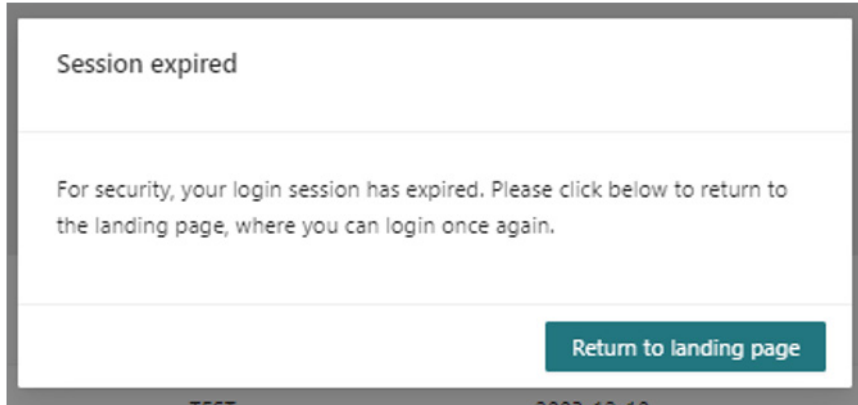 Session expired
For security, your login session has expired. Please click below to return to
the landing page, where you can login once again.
Return to landing page